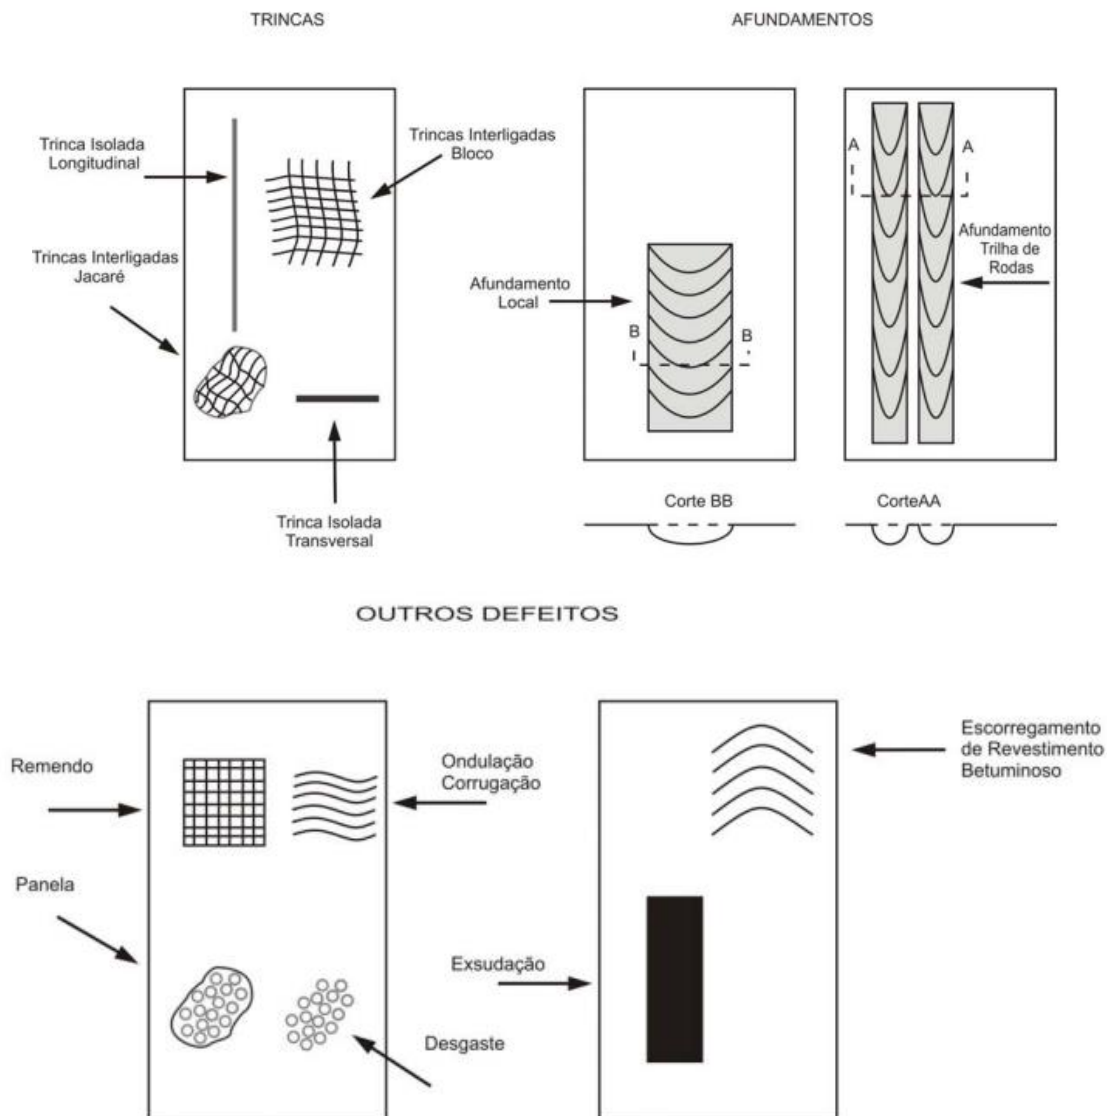 TRINCAS
AFUNDAMENTOS
Trinca Isolada
Longitudinal
Trincas Interligadas
Bloco
Trincas Interligadas
Jacaré
Trinca Isolada
Transversal
Afundamento
Local
B
B
A
A
Afundamento
Trilha de
Rodas
Corte BB
CorteAA
OUTROS DEFEITOS
Remendo
Ondulação
Corrugação
Panela
Desgaste
Escorregamento
de Revestimento
Betuminoso
Exsudação